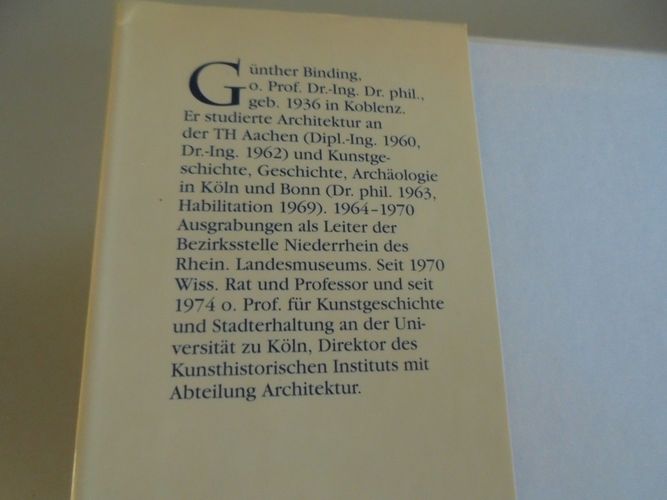 Günther Binding,
o. Prof. Dr.-Ing. Dr. phil.,
geb. 1936 in Koblenz.
Er studierte Architektur an
der TH Aachen (Dipl.-Ing. 1960,
Dr.-Ing. 1962) und Kunstge-
schichte, Geschichte, Archäologie
in Köln und Bonn (Dr. phil. 1963,
Habilitation 1969). 1964–1970
Ausgrabungen als Leiter der
Bezirksstelle Niederrhein des
Rhein. Landesmuseums. Seit 1970
Wiss. Rat und Professor und seit
1974 o. Prof. für Kunstgeschichte
und Stadterhaltung an der Uni-
versität zu Köln, Direktor des
Kunsthistorischen Instituts mit
Abteilung Architektur.